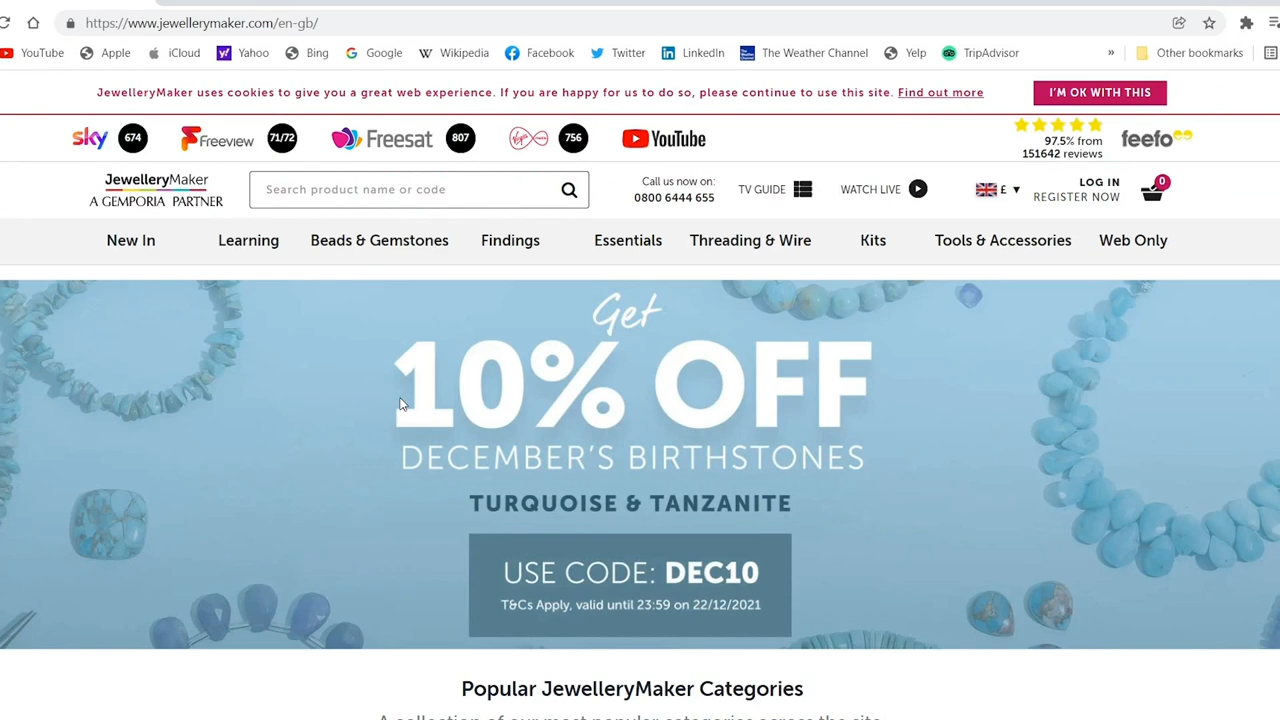 https://www.jewellerymaker.com/en-gb/
YouTube Apple iCloud Yahoo Bing Google Wikipedia Facebook Twitter LinkedIn The Weather Channel Yelp TripAdvisor » Other bookmarks
JewelleryMaker uses cookies to give you a great web experience. If you are happy for us to do so, please continue to use this site. Find out more I'M OK WITH THIS
sky 674 Freeview 71/72 Freesat 807 756 YouTube
97.5% from
151642 reviews
feefo
JewelleryMaker
A GEMPORIA PARTNER
Search product name or code
Call us now on:
0800 6444 655
TV GUIDE
WATCH LIVE
£ ▼
LOG IN
REGISTER NOW
0
New In Learning Beads & Gemstones Findings Essentials Threading & Wire Kits Tools & Accessories Web Only
Get
10% OFF
DECEMBER'S BIRTHSTONES
TURQUOISE & TANZANITE
USE CODE: DEC10
T&Cs Apply, valid until 23:59 on 22/12/2021
Popular JewelleryMaker Categories
A collection of our most popular categories across the site